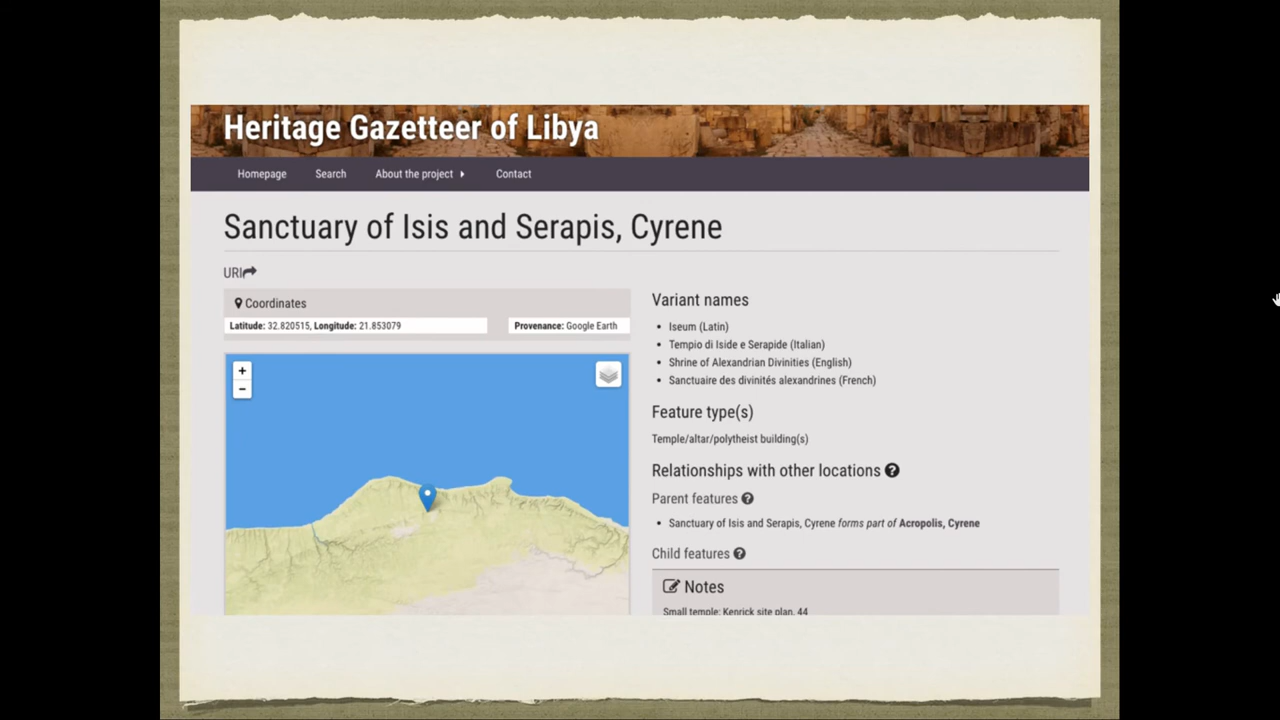 Heritage Gazetteer of Libya
Homepage Search About the project Contact
Sanctuary of Isis and Serapis, Cyrene
URI
Coordinates
Latitude: 32.820515, Longitude: 21.853079 Provenance: Google Earth
+
−
Variant names
• Iseum (Latin)
• Tempio di Iside e Serapide (Italian)
• Shrine of Alexandrian Divinities (English)
• Sanctuaire des divinités alexandrines (French)
Feature type(s)
Temple/altar/polytheist building(s)
Relationships with other locations ?
Parent features ?
• Sanctuary of Isis and Serapis, Cyrene forms part of Acropolis, Cyrene
Child features ?
Notes
Small temple: Kenrick site plan, 44